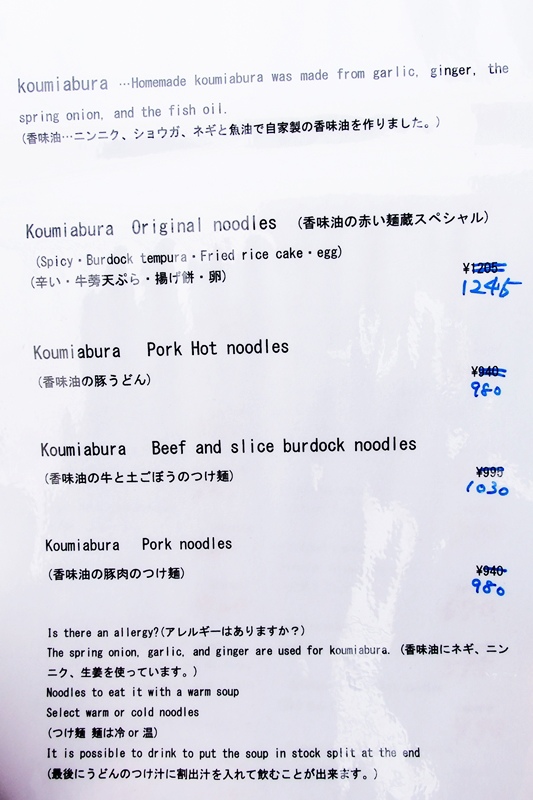 koumiabura …Homemade koumiabura was made from garlic, ginger, the
spring onion, and the fish oil.
(香味油…ニンニク、ショウガ、ネギと魚油で自家製の香味油を作りました。)
Koumiabura Original noodles (香味油の赤い麺蔵スペシャル)
(Spicy・Burdock tempura・Fried rice cake・egg)
(辛い・牛蒡天ぷら・揚げ餅・卵)
¥1205
1245
Koumiabura Pork Hot noodles
(香味油の豚うどん)
¥940
980
Koumiabura Beef and slice burdock noodles
(香味油の牛と土ごぼうのつけ麺)
¥995
1030
Koumiabura Pork noodles
(香味油の豚肉のつけ麺)
¥940
980
Is there an allergy?(アレルギーはありますか?)
The spring onion, garlic, and ginger are used for koumiabura. (香味油にネギ、ニン
ニク、生姜を使っています。)
Noodles to eat it with a warm soup
Select warm or cold noodles
(つけ麺 麺は冷 or 温)
It is possible to drink to put the soup in stock split at the end
(最後にうどんのつけ汁に割出汁を入れて飲むことが出来ます。)